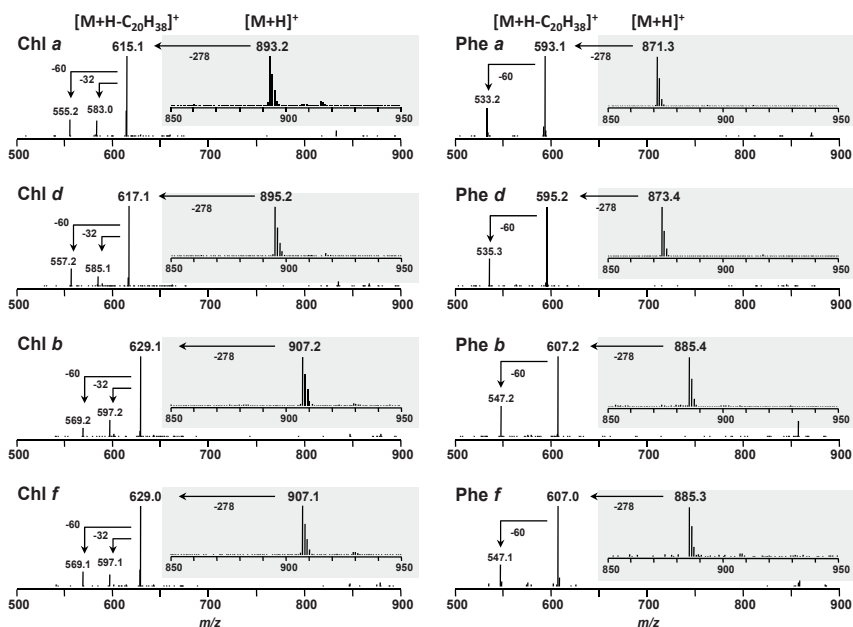 [M+H-C20H38]+ [M+H]+ [M+H-C20H38]+ [M+H]+
Chl a 615.1 893.2
-278
-60
-32
555.2 583.0
850 900 950
500 600 700 800 900
Phe a 593.1 871.3
-278
-60
533.2
850 900 950
500 600 700 800 900
Chl d 617.1 895.2
-278
-60
-32
557.2 585.1
850 900 950
500 600 700 800 900
Phe d 595.2 873.4
-278
-60
535.3
850 900 950
500 600 700 800 900
Chl b 629.1 907.2
-278
-60
-32
569.2 597.2
850 900 950
500 600 700 800 900
Phe b 607.2 885.4
-278
-60
547.2
850 900 950
500 600 700 800 900
Chl f 629.0 907.1
-278
-60
-32
569.1 597.1
850 900 950
500 600 700 800 900
m/z
Phe f 607.0 885.3
-278
-60
547.1
850 900 950
500 600 700 800 900
m/z